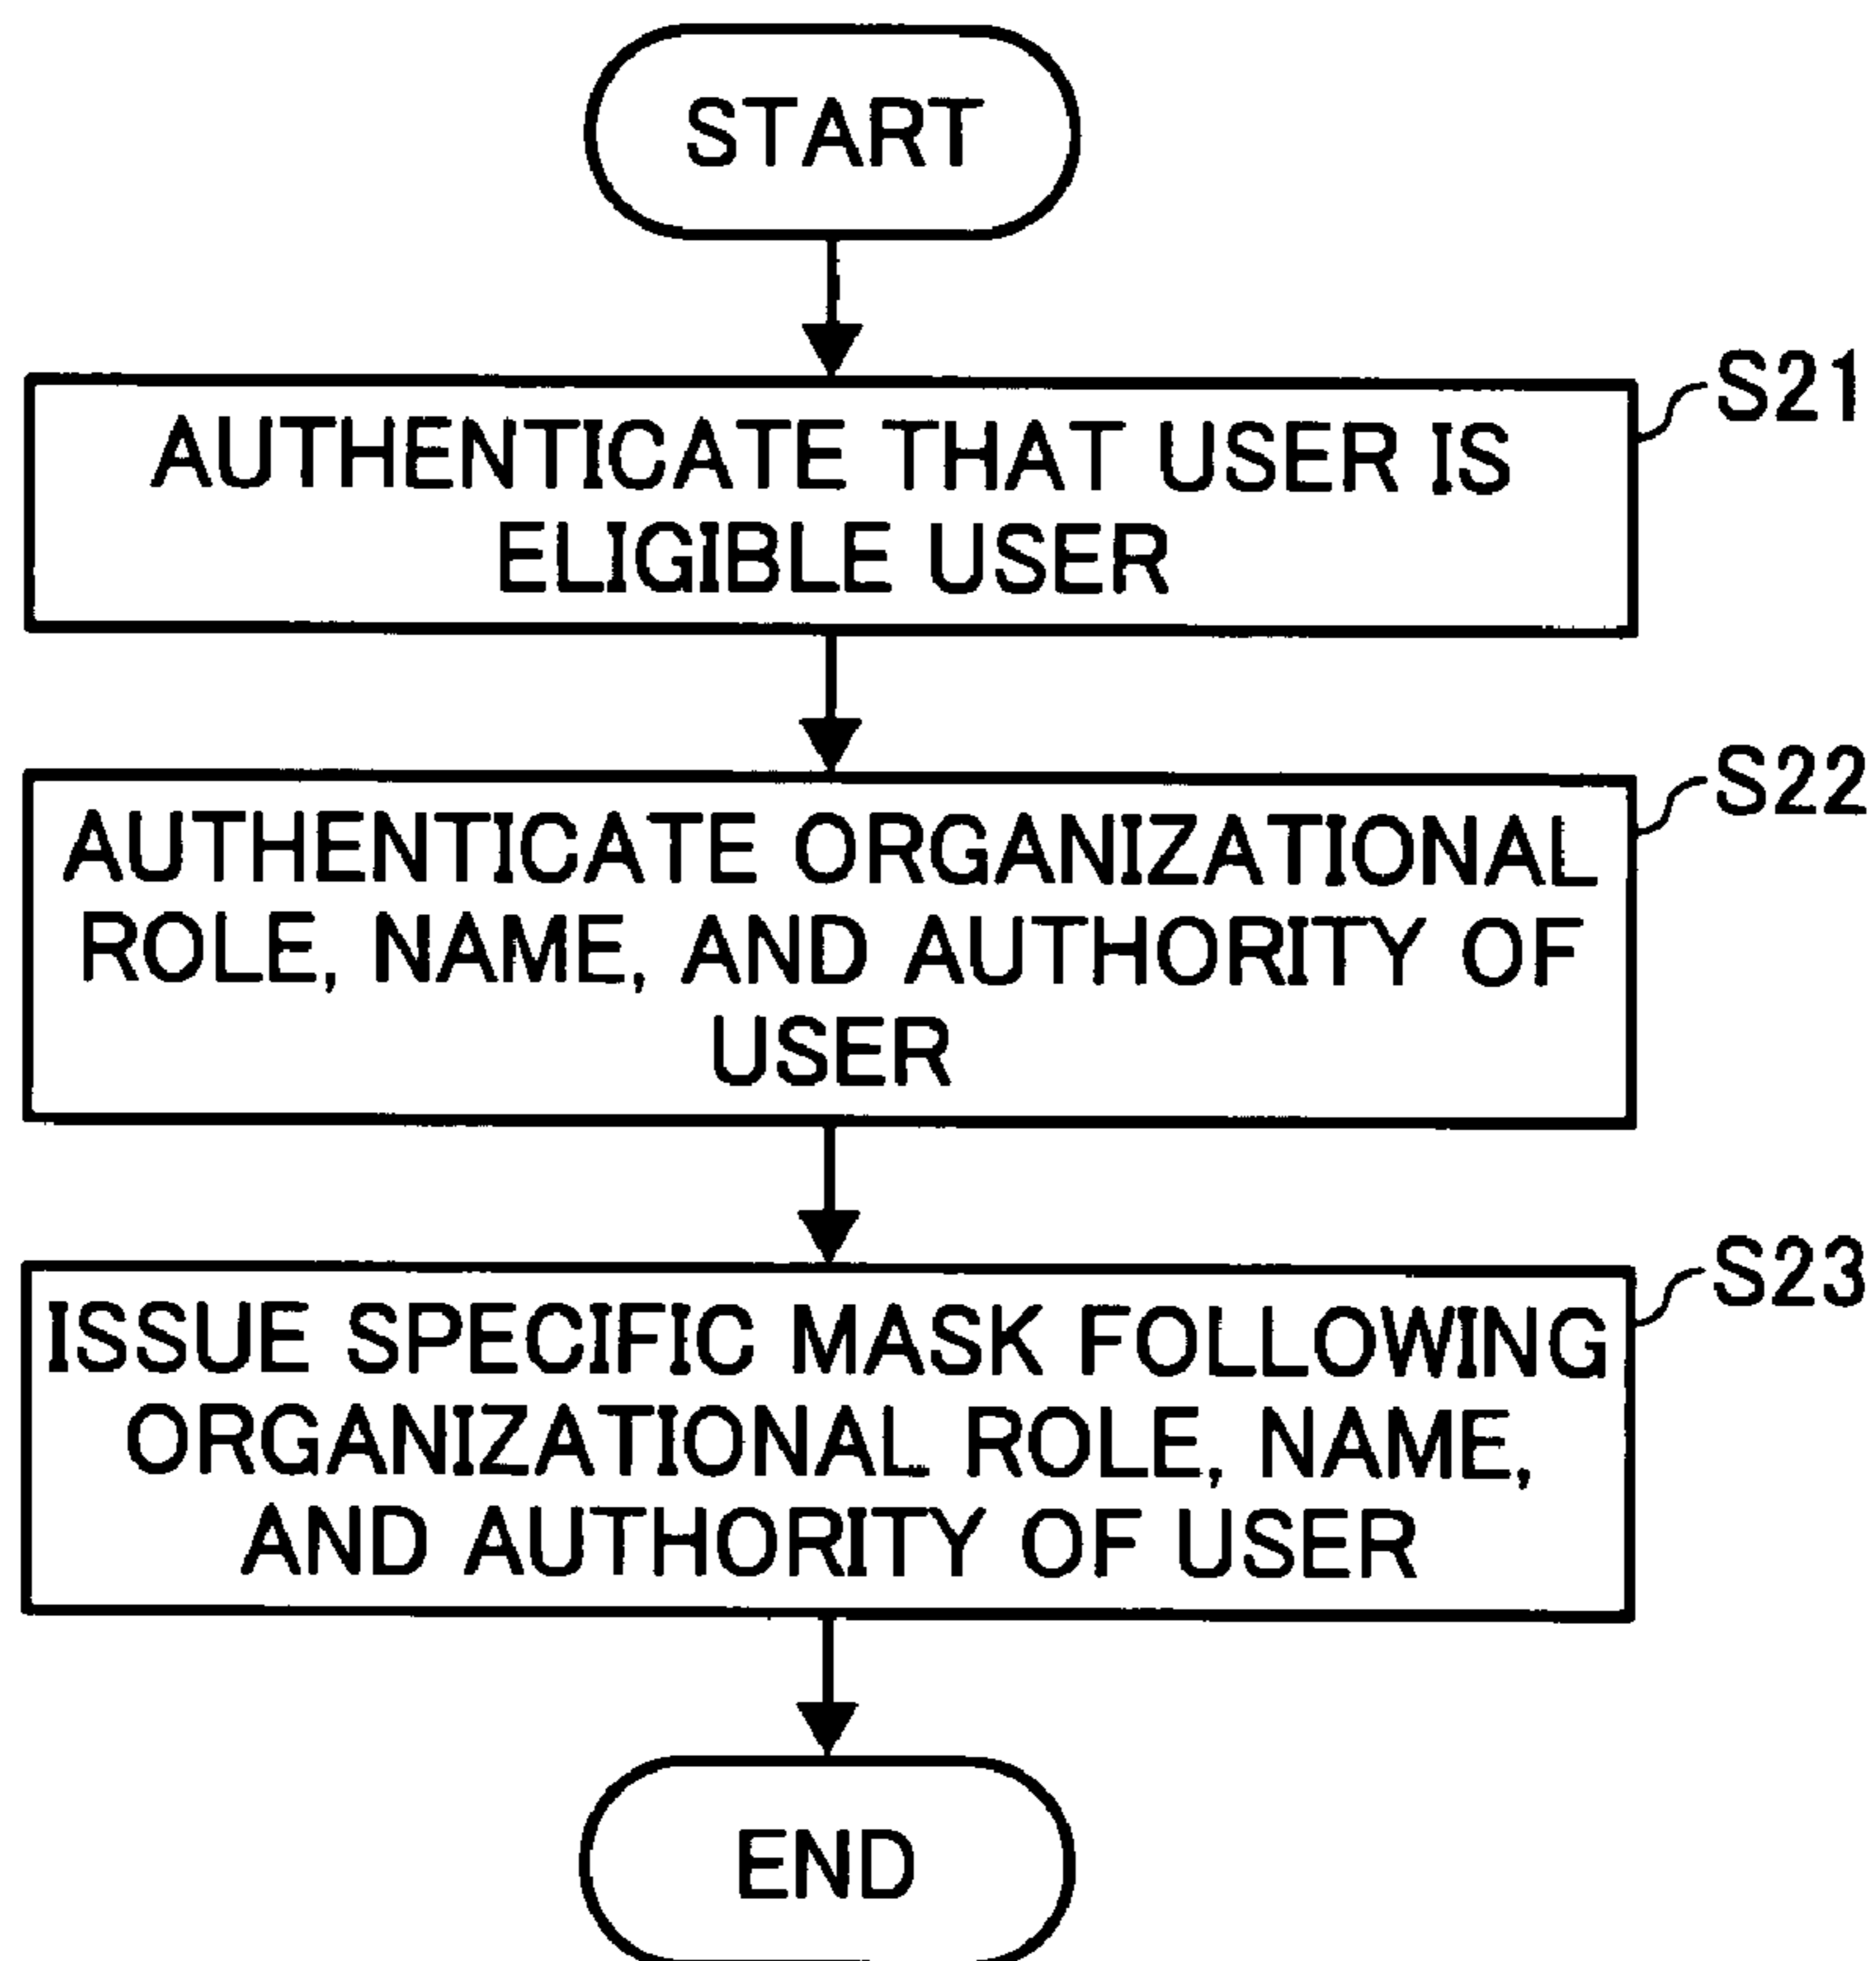 START
S21
AUTHENTICATE THAT USER IS
ELIGIBLE USER
S22
AUTHENTICATE ORGANIZATIONAL
ROLE, NAME, AND AUTHORITY OF
USER
S23
ISSUE SPECIFIC MASK FOLLOWING
ORGANIZATIONAL ROLE, NAME,
AND AUTHORITY OF USER
END